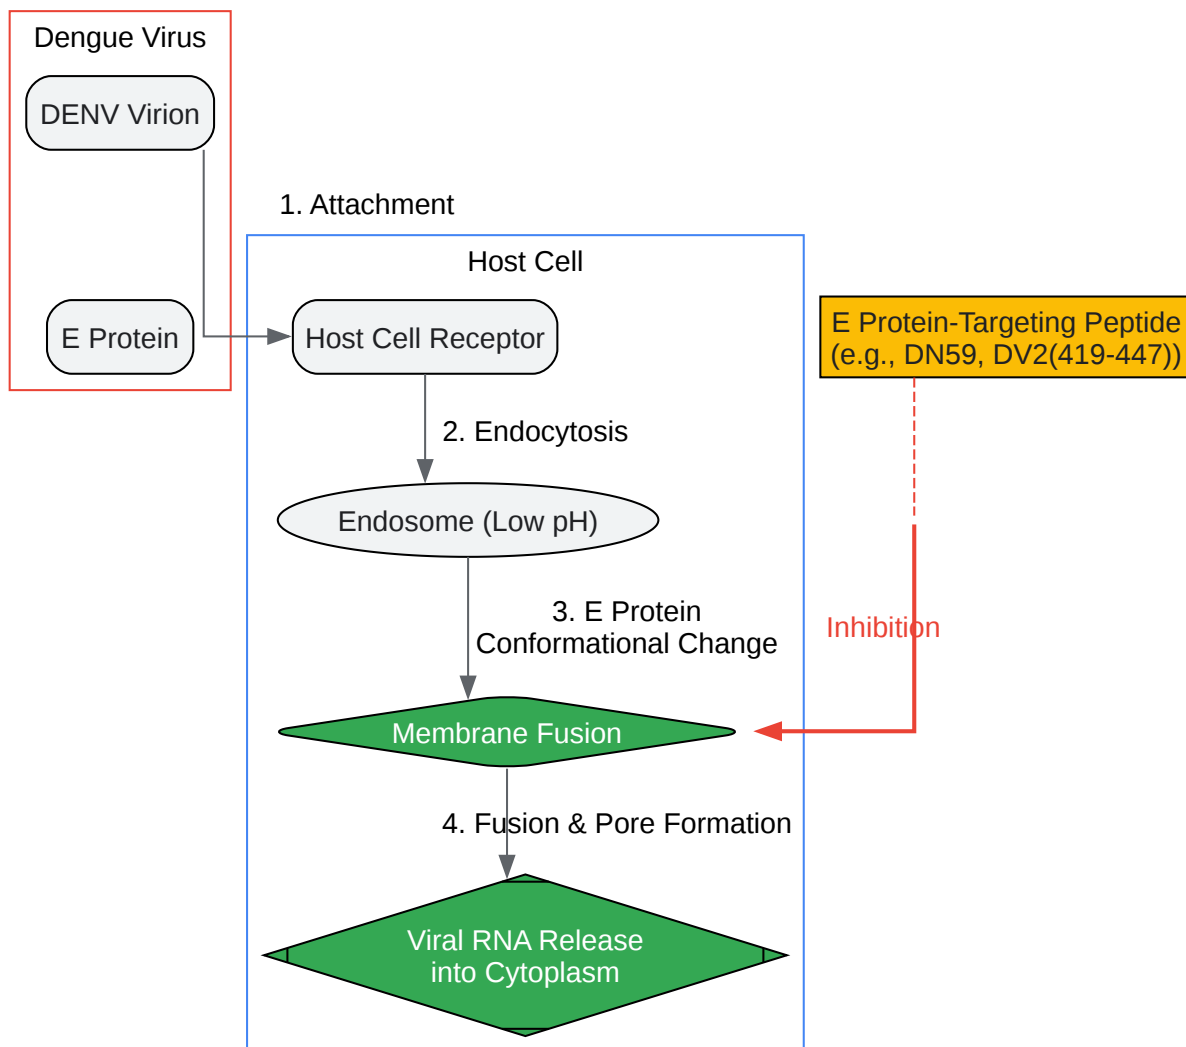 Dengue Virus
DENV Virion
1. Attachment
Host Cell
E Protein
Host Cell Receptor
E Protein-Targeting Peptide
(e.g., DN59, DV2(419-447))
2. Endocytosis
Endosome (Low pH)
3. E Protein
Conformational Change
Inhibition
Membrane Fusion
4. Fusion & Pore Formation
Viral RNA Release
into Cytoplasm